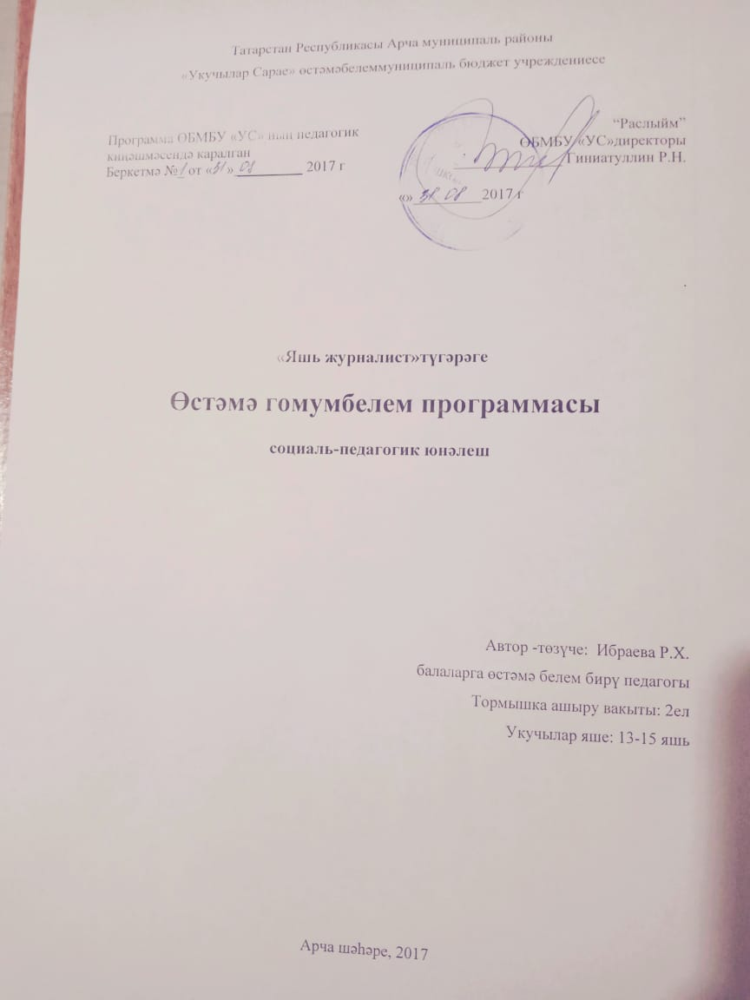 Татарстан Республикасы Арча муниципаль районы
«Укучылар Сарае» өстәмәбелеммуниципаль бюджет учреждениесе
Программа ӨБМБУ «УС» ның педагогик
киңәшмәсендә каралган
Беркетмә №1 от «31» 08 2017 г
“Раслыйм”
ӨБМБУ «УС»директоры
Гиниатуллин Р.Н.
«» 31 08 2017 г
«Яшь журналист»түгәрәге
Өстәмә гомумбелем программасы
социаль-педагогик юнәлеш
Автор -төзүче: Ибраева Р.Х.
балаларга өстәмә белем бирү педагогы
Тормышка ашыру вакыты: 2ел
Укучылар яше: 13-15 яшь
Арча шәһәре, 2017